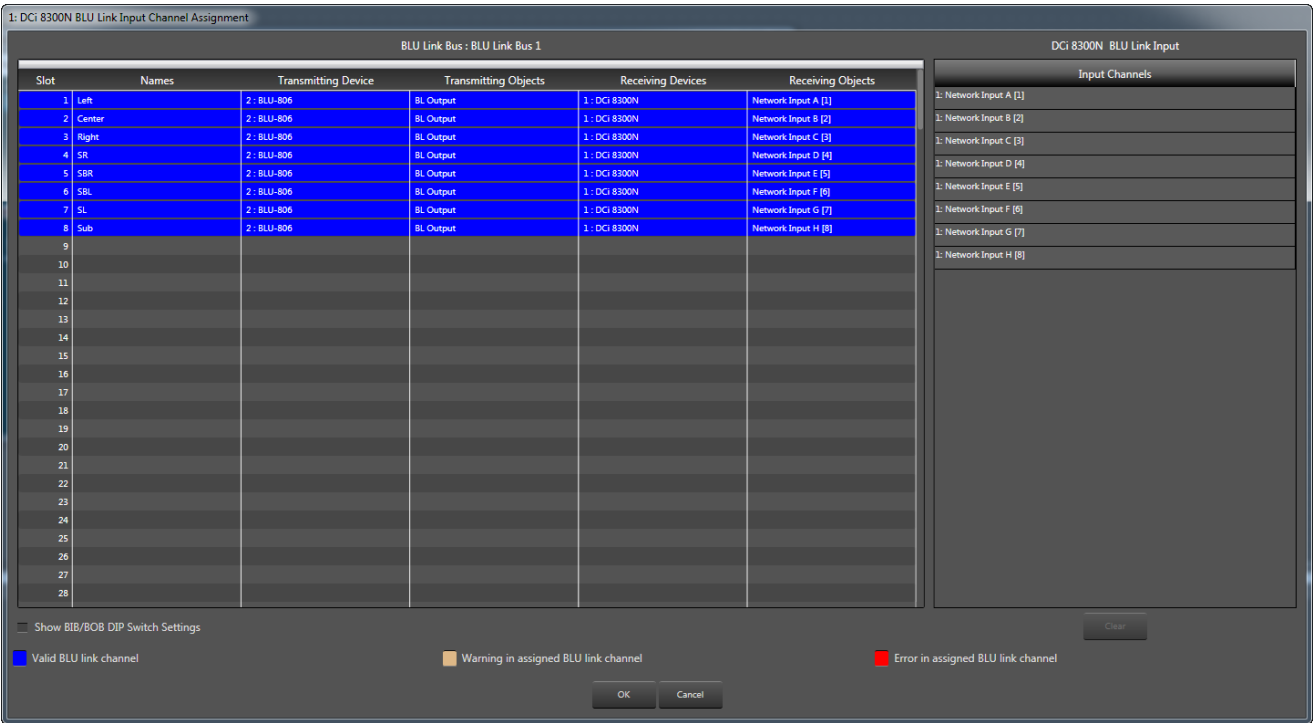 1: DCi 8300N BLU Link Input Channel Assignment
BLU Link Bus : BLU Link Bus 1
DCi 8300N BLU Link Input
Slot Names Transmitting Device Transmitting Objects Receiving Devices Receiving Objects
1 Left 2 : BLU-806 BL Output 1 : DCi 8300N Network Input A [1]
2 Center 2 : BLU-806 BL Output 1 : DCi 8300N Network Input B [2]
3 Right 2 : BLU-806 BL Output 1 : DCi 8300N Network Input C [3]
4 SR 2 : BLU-806 BL Output 1 : DCi 8300N Network Input D [4]
5 SBR 2 : BLU-806 BL Output 1 : DCi 8300N Network Input E [5]
6 SBL 2 : BLU-806 BL Output 1 : DCi 8300N Network Input F [6]
7 SL 2 : BLU-806 BL Output 1 : DCi 8300N Network Input G [7]
8 Sub 2 : BLU-806 BL Output 1 : DCi 8300N Network Input H [8]
9
10
11
12
13
14
15
16
17
18
19
20
21
22
23
24
25
26
27
28
Input Channels
1: Network Input A [1]
1: Network Input B [2]
1: Network Input C [3]
1: Network Input D [4]
1: Network Input E [5]
1: Network Input F [6]
1: Network Input G [7]
1: Network Input H [8]
Show BIB/BOB DIP Switch Settings
Clear
Valid BLU link channel
Warning in assigned BLU link channel
Error in assigned BLU link channel
OK
Cancel